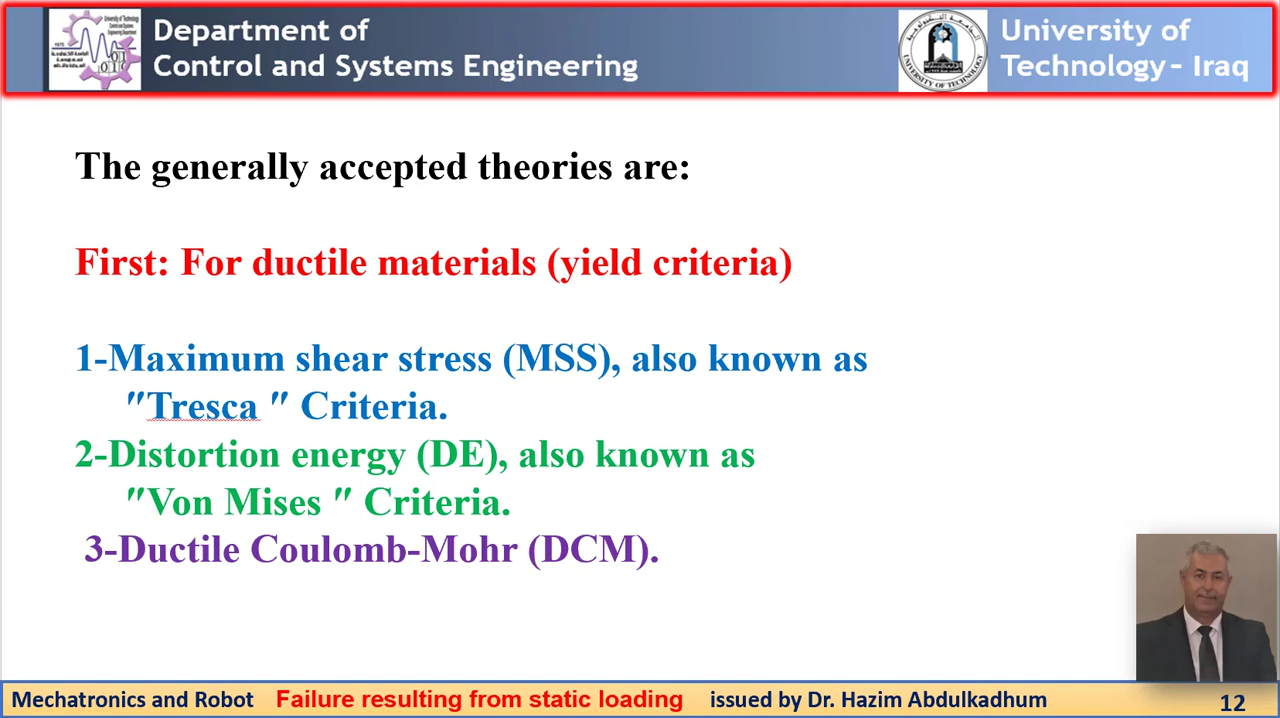 Department of
Control and Systems Engineering
University of
Technology - Iraq
The generally accepted theories are:
First: For ductile materials (yield criteria)
1-Maximum shear stress (MSS), also known as
"Tresca " Criteria.
2-Distortion energy (DE), also known as
"Von Mises " Criteria.
3-Ductile Coulomb-Mohr (DCM).
Mechatronics and Robot Failure resulting from static loading issued by Dr. Hazim Abdulkadhum 12